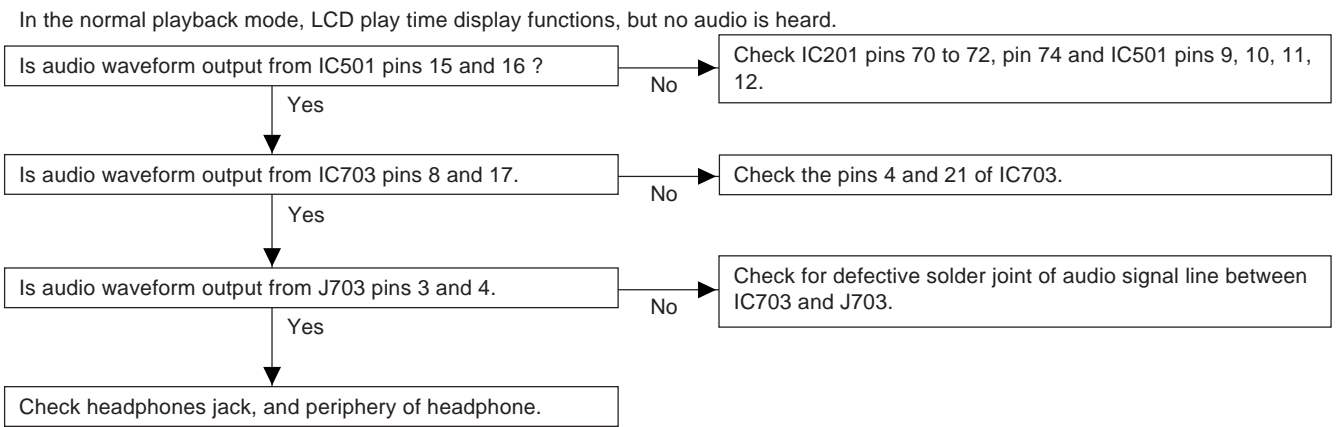 In the normal playback mode, LCD play time display functions, but no audio is heard.
Is audio waveform output from IC501 pins 15 and 16 ?
No
Check IC201 pins 70 to 72, pin 74 and IC501 pins 9, 10, 11,
12.
Yes
Is audio waveform output from IC703 pins 8 and 17.
No
Check the pins 4 and 21 of IC703.
Yes
Is audio waveform output from J703 pins 3 and 4.
No
Check for defective solder joint of audio signal line between
IC703 and J703.
Yes
Check headphones jack, and periphery of headphone.